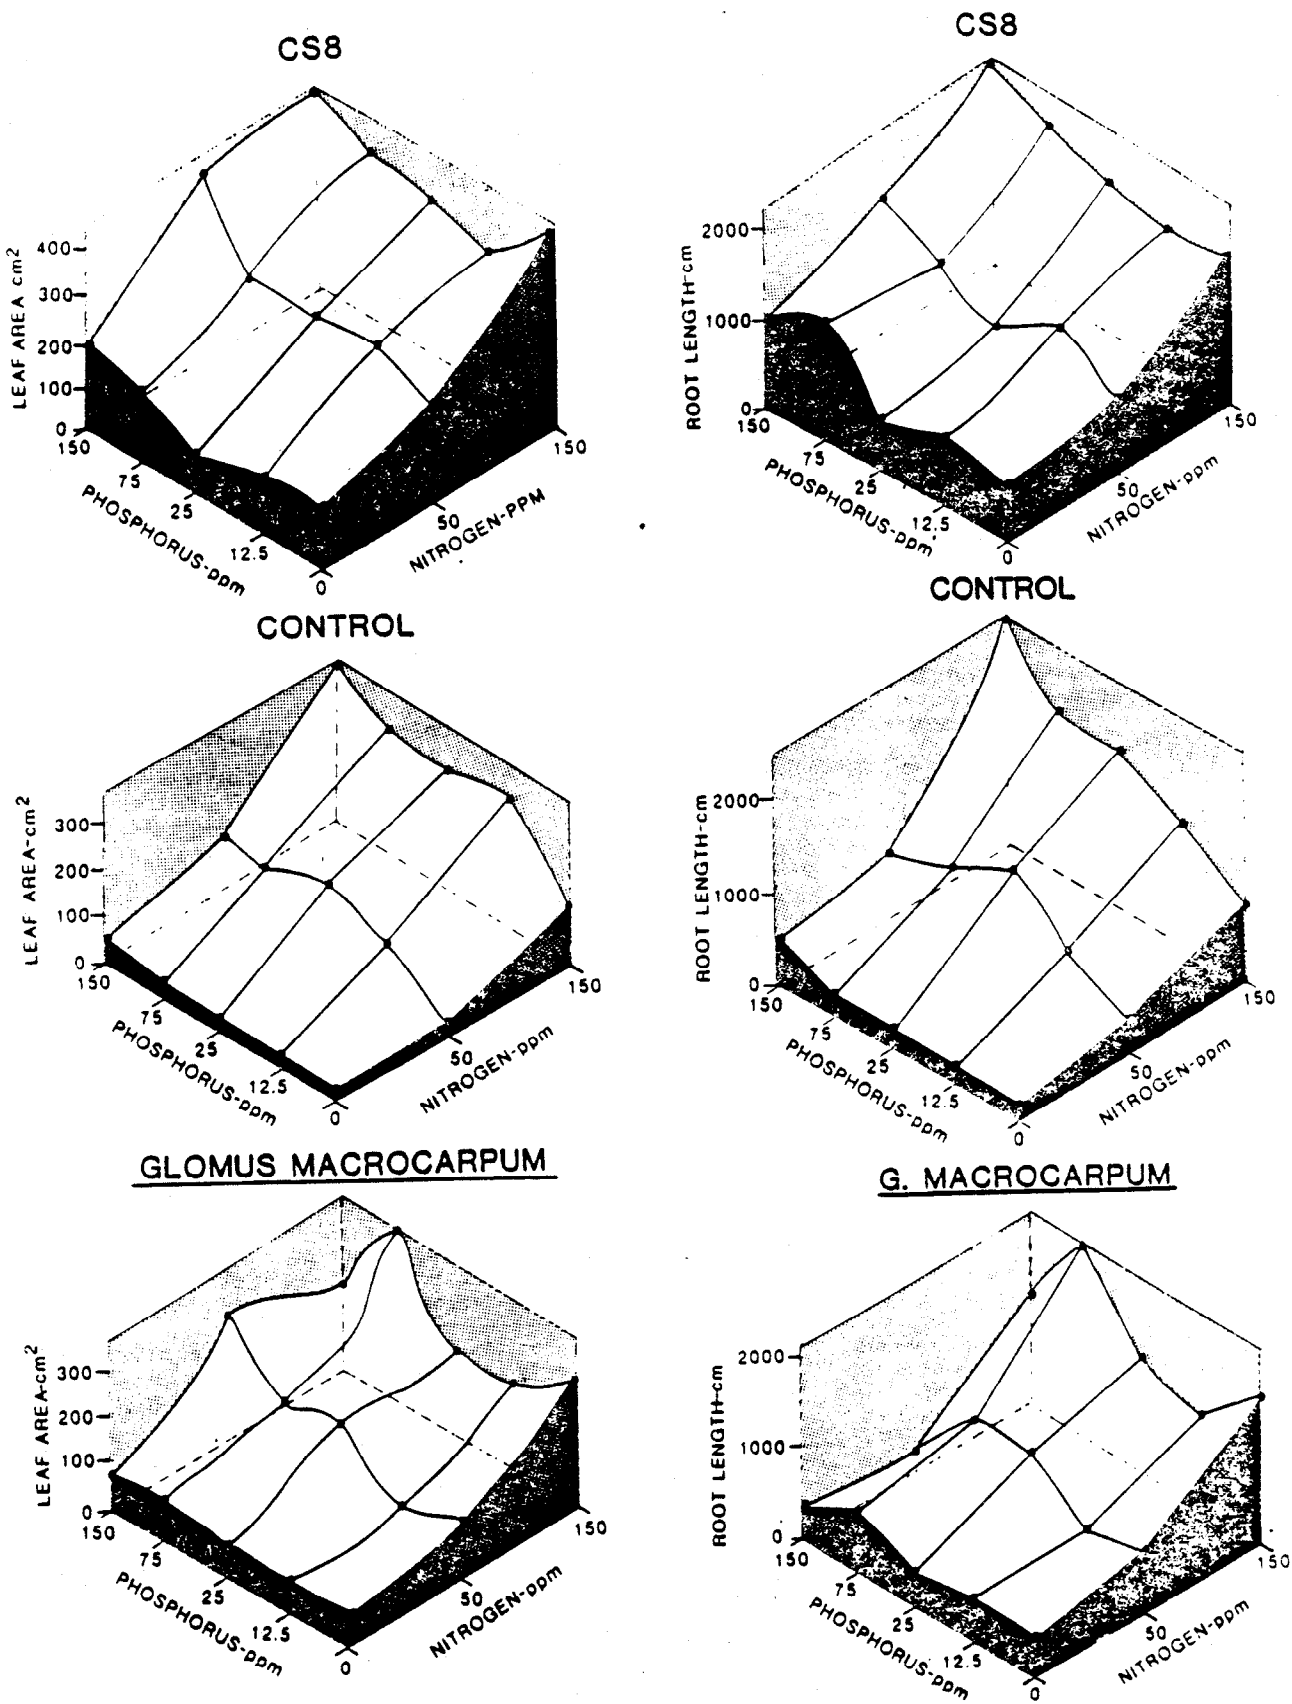 CS8
LEAF AREA cm2
400
300
200
100
0
150
75
25
12.5
0
50
150
PHOSPHORUS-ppm
NITROGEN-PPM
CS8
ROOT LENGTH-cm
2000
1000
0
150
75
25
12.5
0
50
150
PHOSPHORUS-ppm
NITROGEN-ppm
CONTROL
LEAF AREA-cm2
300
200
100
0
150
75
25
12.5
0
50
150
PHOSPHORUS-ppm
NITROGEN-ppm
CONTROL
ROOT LENGTH-cm
2000
1000
0
150
75
25
12.5
0
50
150
PHOSPHORUS-ppm
NITROGEN-ppm
GLOMUS MACROCARPUM
LEAF AREA-cm2
300
200
100
0
150
75
25
12.5
0
50
150
PHOSPHORUS-ppm
NITROGEN-ppm
G. MACROCARPUM
ROOT LENGTH-cm
2000
1000
0
150
75
25
12.5
0
50
150
PHOSPHORUS-ppm
NITROGEN-ppm